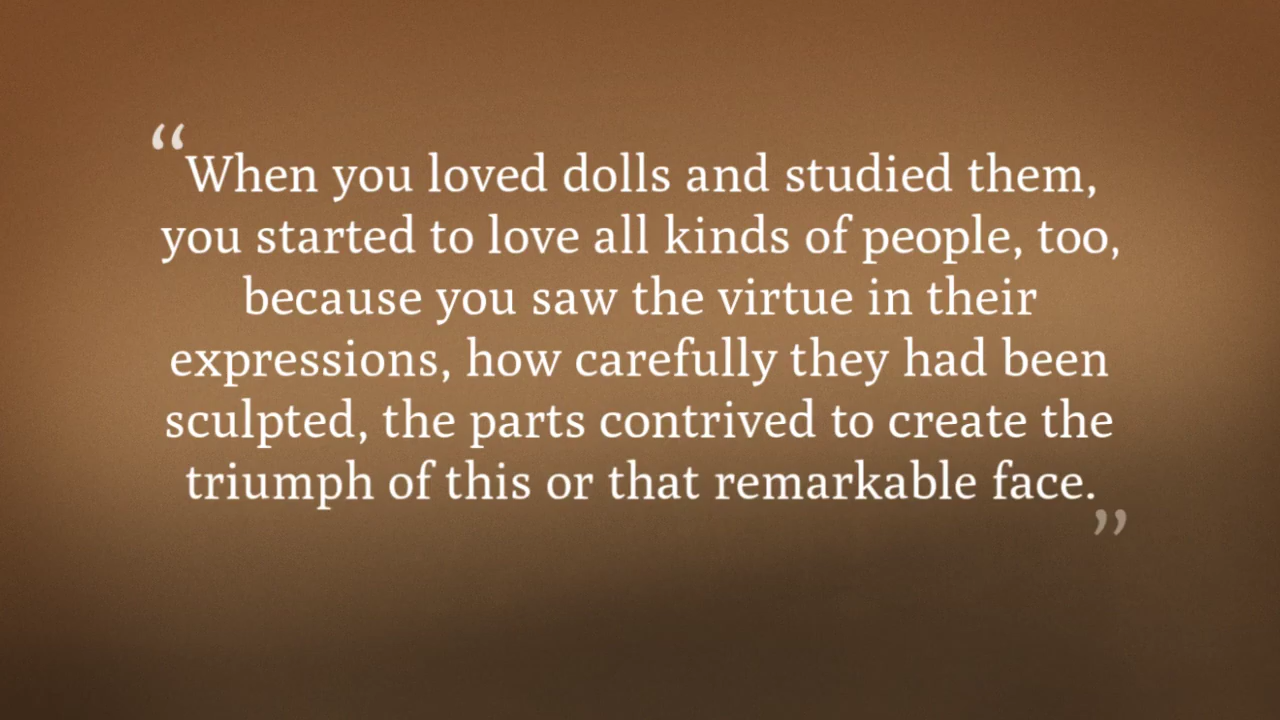 “When you loved dolls and studied them,
you started to love all kinds of people, too,
because you saw the virtue in their
expressions, how carefully they had been
sculpted, the parts contrived to create the
triumph of this or that remarkable face.”